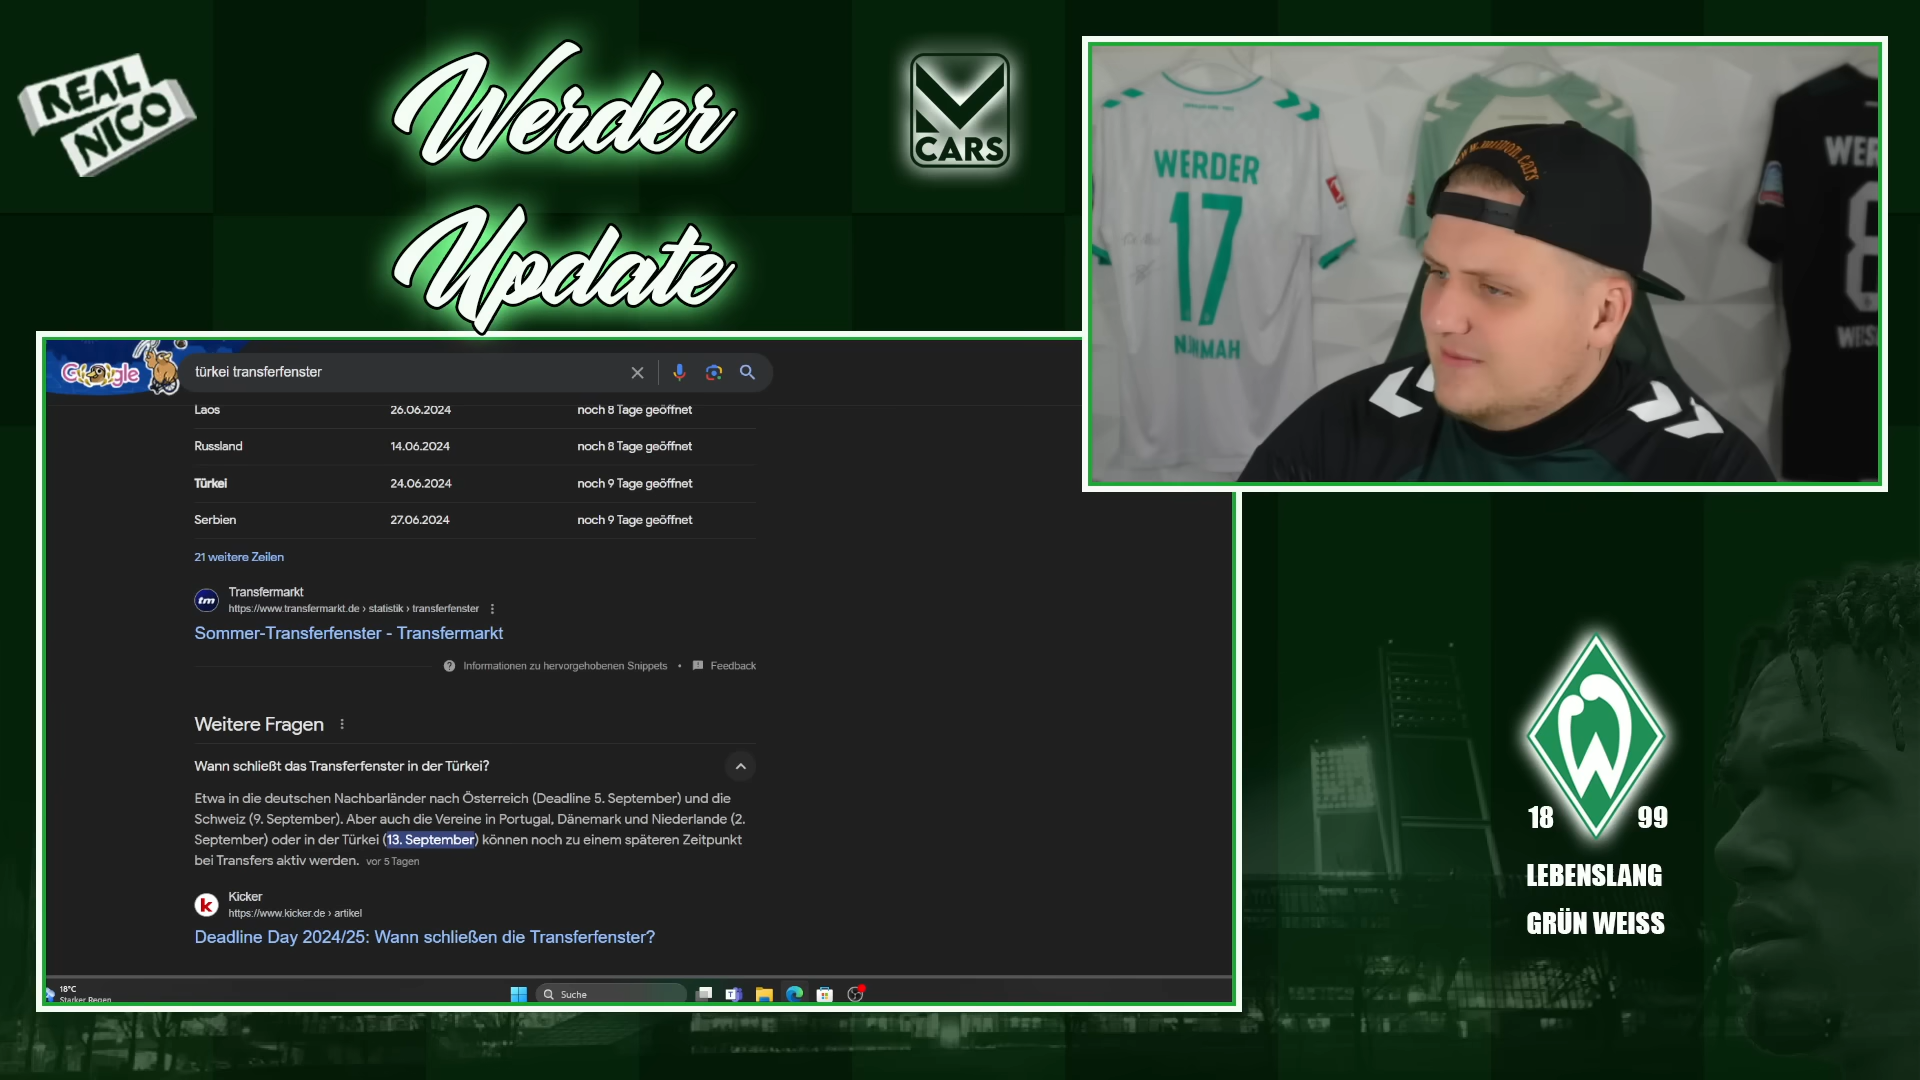 REAL
NICO
Werder
Update
CARS
WERDER
17
WER
8
Google
türkei transferfenster
Laos 26.06.2024 noch 8 Tage geöffnet
Russland 14.06.2024 noch 8 Tage geöffnet
Türkei 24.06.2024 noch 9 Tage geöffnet
Serbien 27.06.2024 noch 9 Tage geöffnet
21 weitere Zeilen
tm
Transfermarkt
https://www.transfermarkt.de › statistik › transferfenster
Sommer-Transferfenster - Transfermarkt
Informationen zu hervorgehobenen Snippets • Feedback
Weitere Fragen
Wann schließt das Transferfenster in der Türkei?
Etwa in die deutschen Nachbarländer nach Österreich (Deadline 5. September) und die
Schweiz (9. September). Aber auch die Vereine in Portugal, Dänemark und Niederlande (2.
September) oder in der Türkei (13. September) können noch zu einem späteren Zeitpunkt
bei Transfers aktiv werden. vor 5 Tagen
k
Kicker
https://www.kicker.de › artikel
Deadline Day 2024/25: Wann schließen die Transferfenster?
18°C
Starker Regen
Suche
W
18 99
LEBENSLANG
GRÜN WEISS